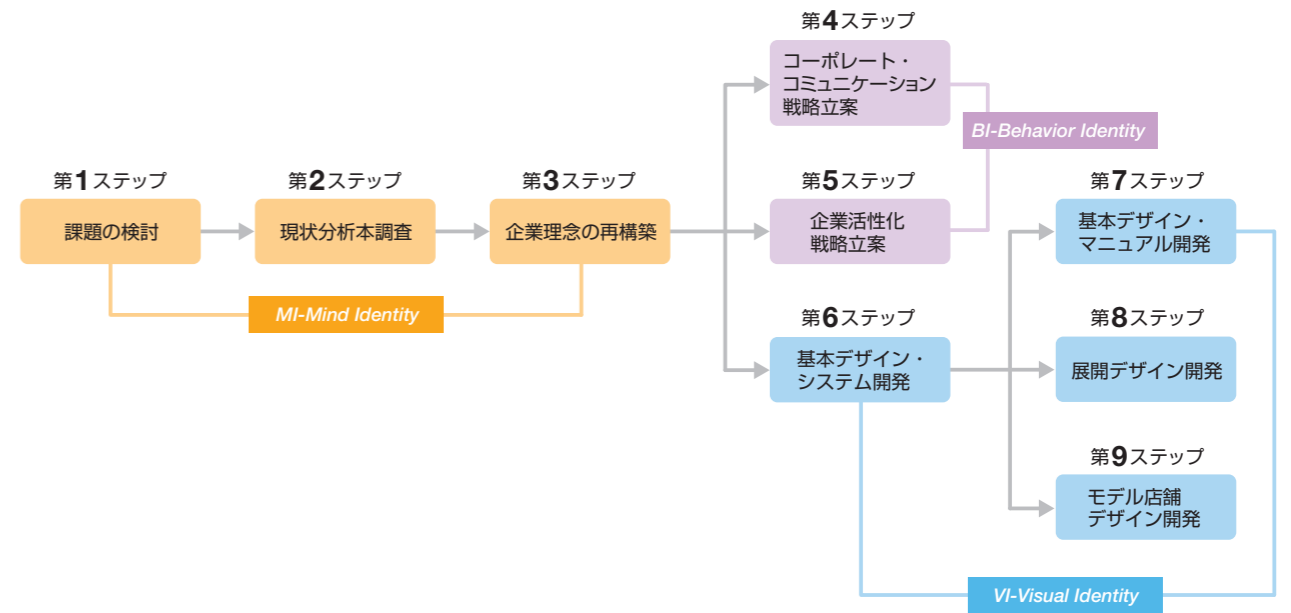 第1ステップ
課題の検討
第2ステップ
現状分析本調査
第3ステップ
企業理念の再構築
MI-Mind Identity
第4ステップ
コーポレート・
コミュニケーション
戦略立案
第5ステップ
企業活性化
戦略立案
BI-Behavior Identity
第6ステップ
基本デザイン・
システム開発
第7ステップ
基本デザイン・
マニュアル開発
第8ステップ
展開デザイン開発
第9ステップ
モデル店舗
デザイン開発
VI-Visual Identity